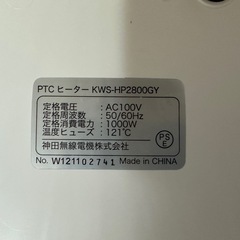 PTC ヒーター KWS-HP2800GY
定格電圧：AC100V
定格周波数：50/60Hz
定格消費電力：1000W
温度ヒューズ：121℃
PSE
神田無線電機株式会社
No. W121102741 Made in CHINA